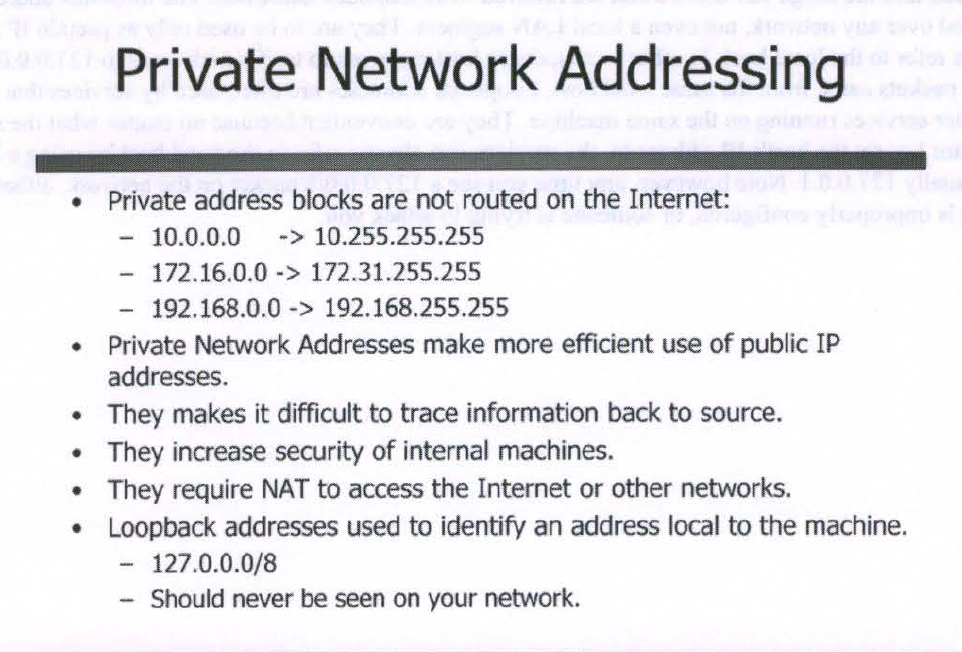 Private Network Addressing
• Private address blocks are not routed on the Internet:
– 10.0.0.0 -> 10.255.255.255
– 172.16.0.0 -> 172.31.255.255
– 192.168.0.0 -> 192.168.255.255
• Private Network Addresses make more efficient use of public IP
addresses.
• They makes it difficult to trace information back to source.
• They increase security of internal machines.
• They require NAT to access the Internet or other networks.
• Loopback addresses used to identify an address local to the machine.
– 127.0.0.0/8
– Should never be seen on your network.